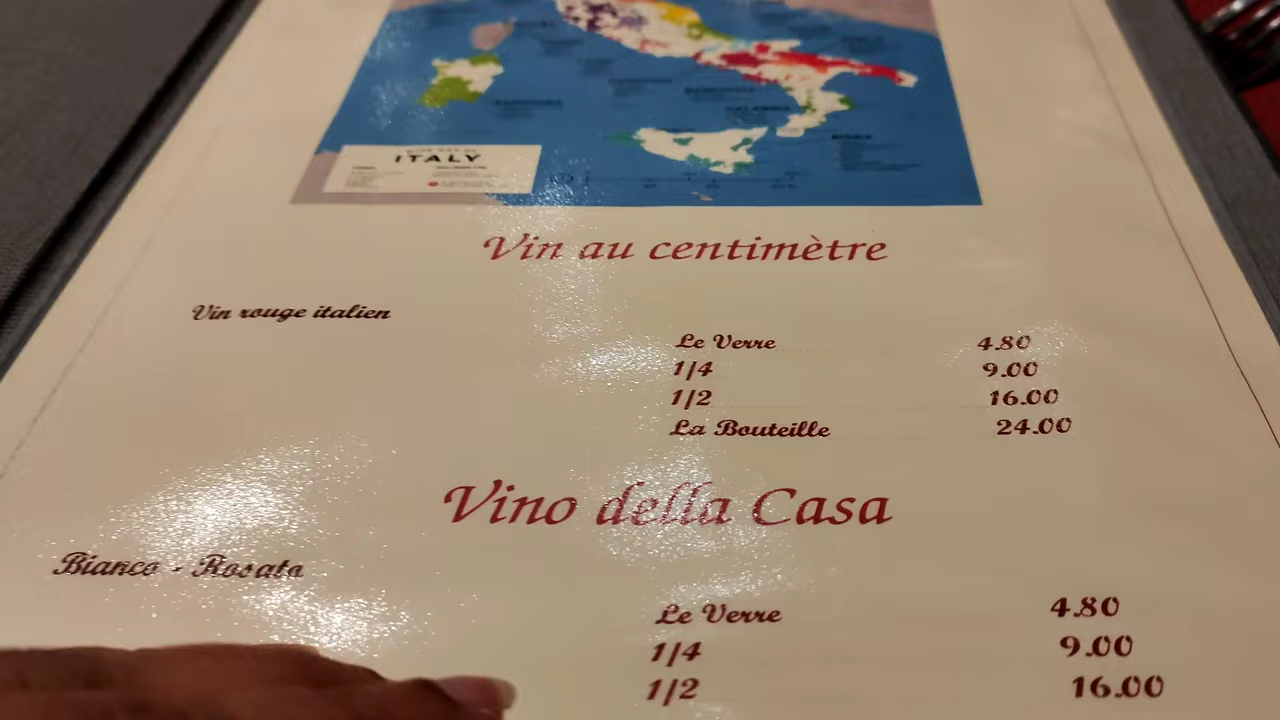 ITALY
Vin au centimètre
Vin rouge italien
Le Verre 4.80
1/4 9.00
1/2 16.00
La Bouteille 24.00
Vino della Casa
Bianco - Rosato
Le Verre 4.80
1/4 9.00
1/2 16.00